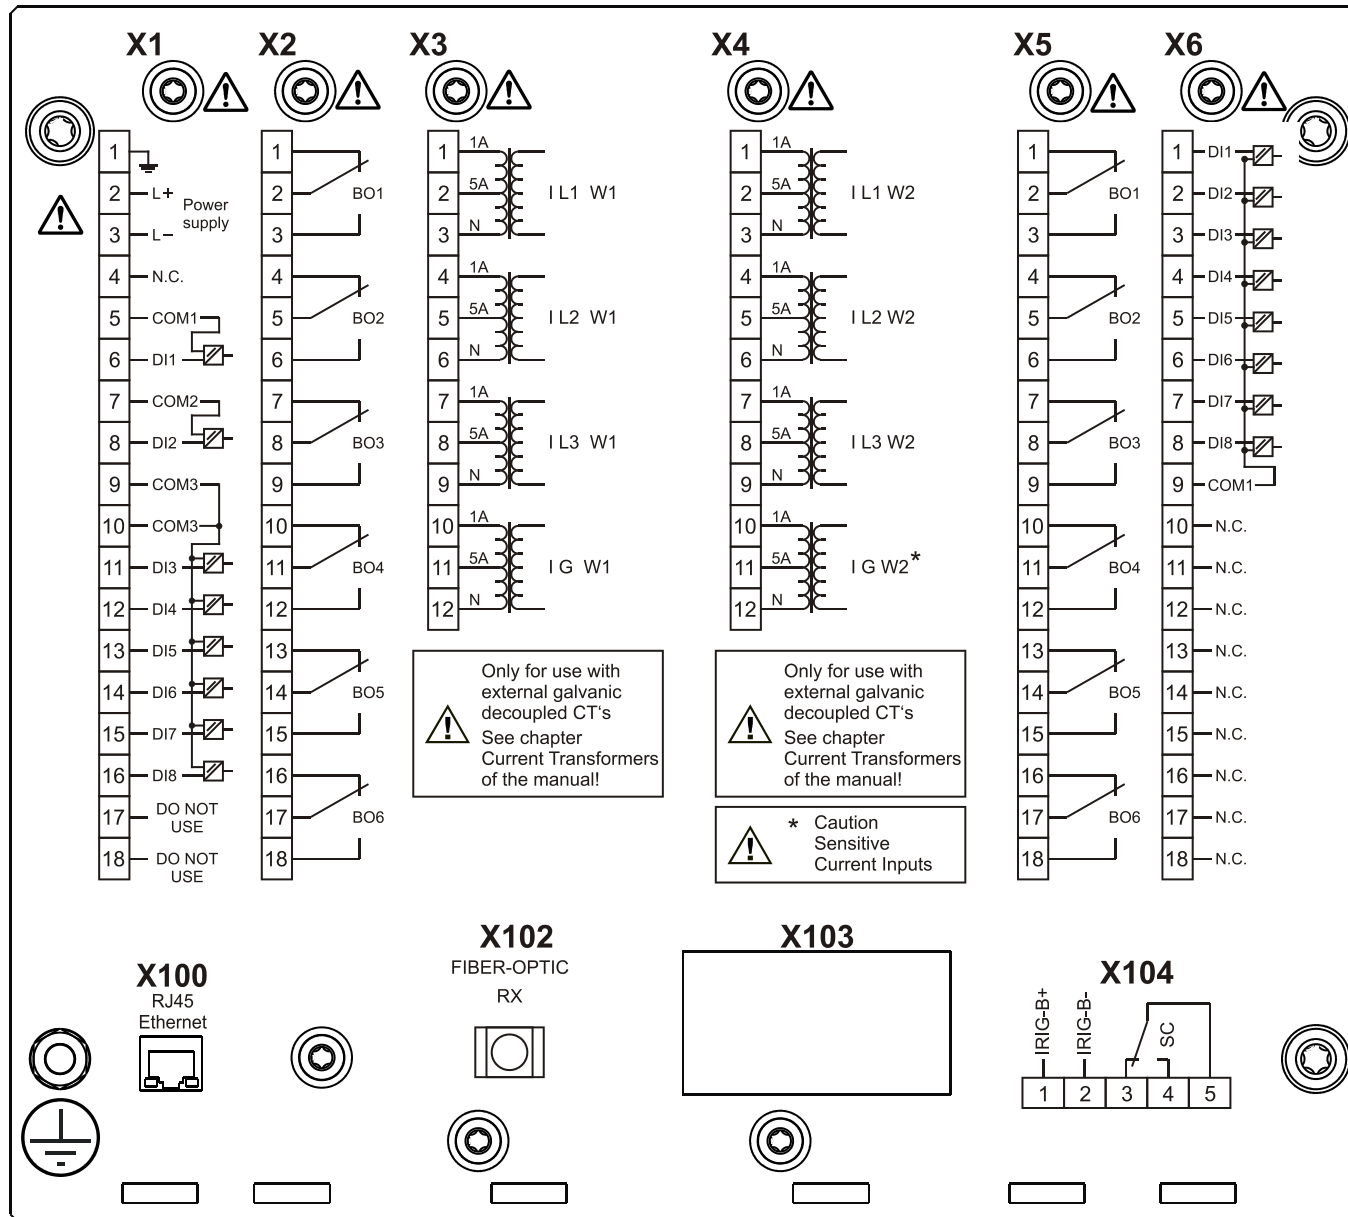 X1 X2 X3 X4 X5 X6
1
2 L+
Power
supply
3 L-
4 N.C.
5 COM1
6 DI1
7 COM2
8 DI2
9 COM3
10 COM3
11 DI3
12 DI4
13 DI5
14 DI6
15 DI7
16 DI8
17 DO NOT
USE
18 DO NOT
USE
1
2 BO1
3
4
5 BO2
6
7
8 BO3
9
10
11 BO4
12
13
14 BO5
15
16
17 BO6
18
1 1A
2 5A I L1 W1
3 N
4 1A
5 5A I L2 W1
6 N
7 1A
8 5A I L3 W1
9 N
10 1A
11 5A I G W1
12 N
Only for use with
external galvanic
decoupled CT‘s
See chapter
Current Transformers
of the manual!
1 1A
2 5A I L1 W2
3 N
4 1A
5 5A I L2 W2
6 N
7 1A
8 5A I L3 W2
9 N
10 1A
11 5A I G W2*
12 N
Only for use with
external galvanic
decoupled CT‘s
See chapter
Current Transformers
of the manual!
* Caution
Sensitive
Current Inputs
1
2 BO1
3
4
5 BO2
6
7
8 BO3
9
10
11 BO4
12
13
14 BO5
15
16
17 BO6
18
1 DI1
2 DI2
3 DI3
4 DI4
5 DI5
6 DI6
7 DI7
8 DI8
9 COM1
10 N.C.
11 N.C.
12 N.C.
13 N.C.
14 N.C.
15 N.C.
16 N.C.
17 N.C.
18 N.C.
X100
RJ45
Ethernet
X102
FIBER-OPTIC
RX
X103
X104
IRIG-B+
IRIG-B-
SC
1 2 3 4 5